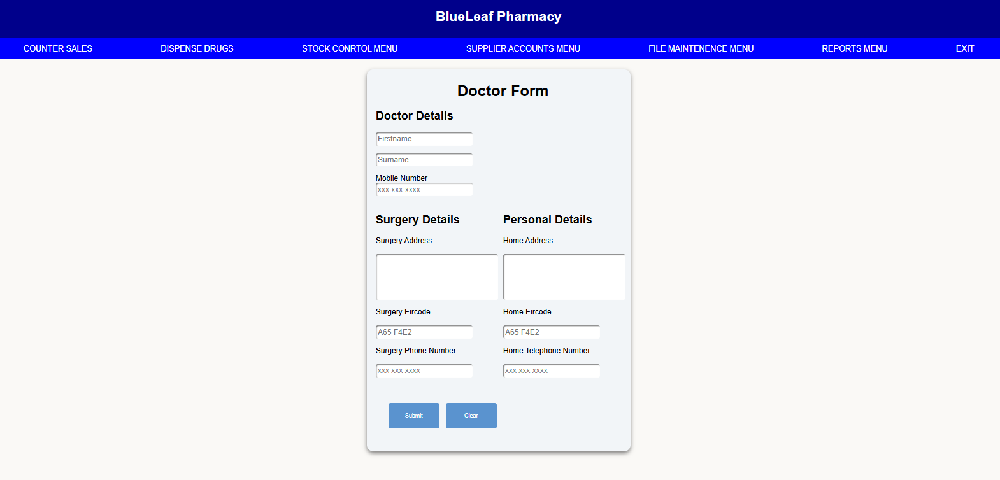 BlueLeaf Pharmacy
COUNTER SALES DISPENSE DRUGS STOCK CONRTOL MENU SUPPLIER ACCOUNTS MENU FILE MAINTENENCE MENU REPORTS MENU EXIT
Doctor Form
Doctor Details
Firstname
Surname
Mobile Number
xxx xxx xxxx
Surgery Details Personal Details
Surgery Address Home Address
Surgery Eircode Home Eircode
A65 F4E2 A65 F4E2
Surgery Phone Number Home Telephone Number
xxx xxx xxxx xxx xxx xxxx
Submit Clear